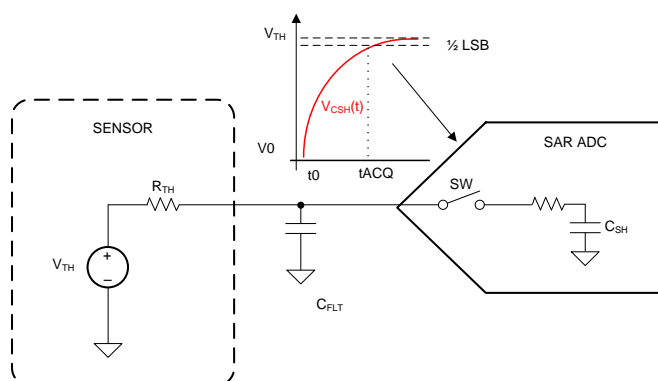 VTH
½ LSB
VCSH(t)
V0
t0
tACQ
SENSOR
SAR ADC
RTH
SW
CSH
+
VTH
−
CFLT